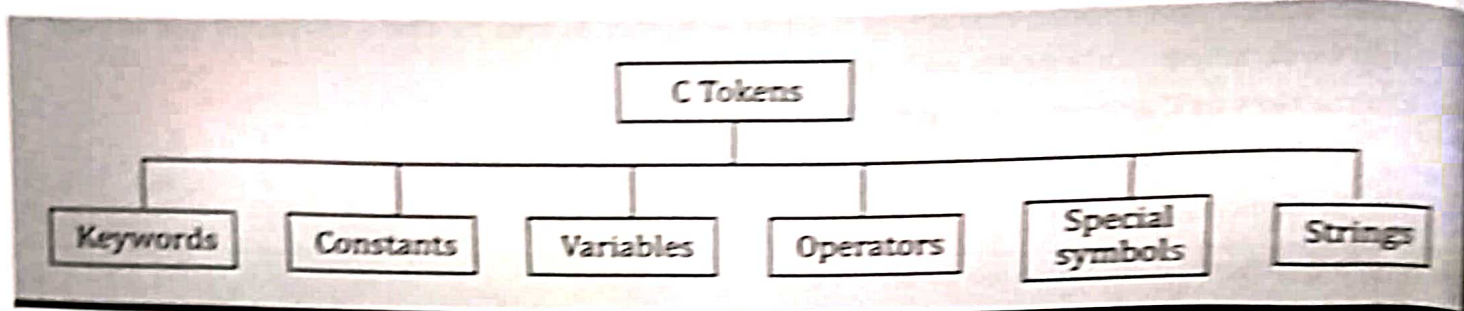 C Tokens
Keywords
Constants
Variables
Operators
Special
symbols
Strings